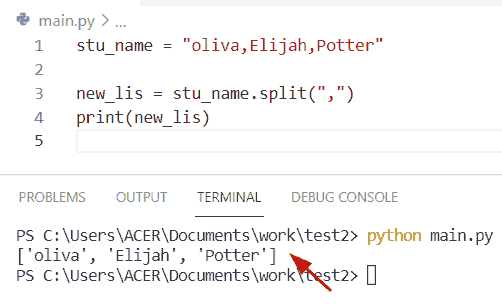 main.py > ...
1 stu_name = "oliva,Elijah,Potter"
2
3 new_lis = stu_name.split(",")
4 print(new_lis)
5
PROBLEMS OUTPUT TERMINAL DEBUG CONSOLE
PS C:\Users\ACER\Documents\work\test2> python main.py
['oliva', 'Elijah', 'Potter']
PS C:\Users\ACER\Documents\work\test2>